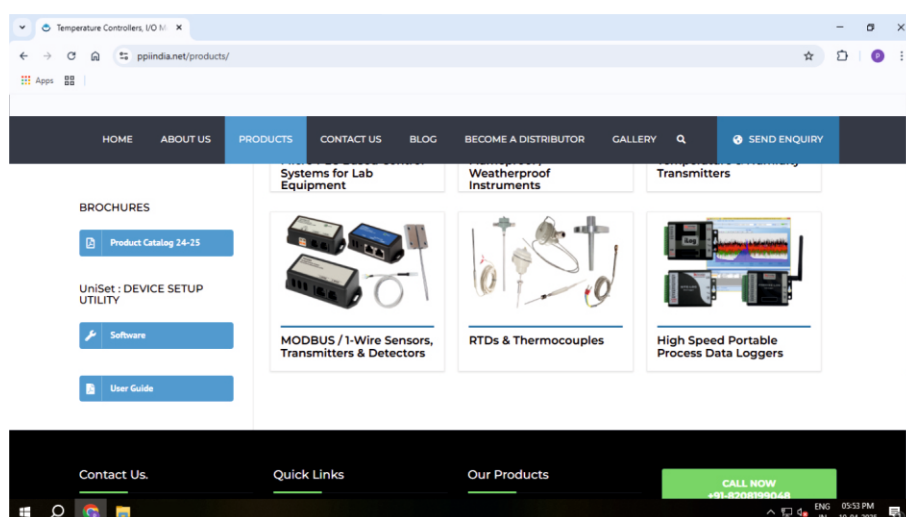 Temperature Controllers, I/O M
ppiindia.net/products/
P
Apps
HOME ABOUT US PRODUCTS CONTACT US BLOG BECOME A DISTRIBUTOR GALLERY SEND ENQUIRY
Systems for Lab
Equipment
Weatherproof
Instruments
Transmitters
BROCHURES
Product Catalog 24-25
UniSet : DEVICE SETUP
UTILITY
Software
User Guide
MODBUS / 1-Wire Sensors,
Transmitters & Detectors
RTDs & Thermocouples
High Speed Portable
Process Data Loggers
Contact Us.
Quick Links
Our Products
CALL NOW
+91-8208199048
ENG
IN
05:53 PM
10-04-2025